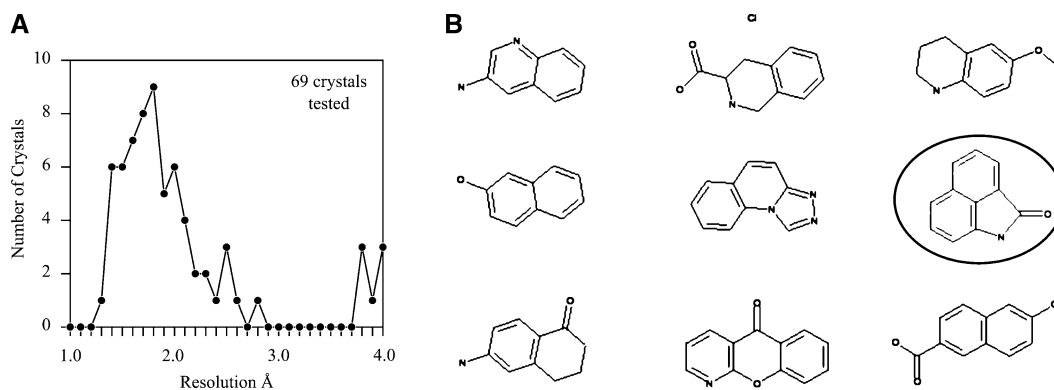 A
B
10
8
6
4
2
0
Number of Crystals
69 crystals
tested
1.0
2.0
3.0
4.0
Resolution Å
N
N
Cl
O
O
N
N
O
O
N
N
N
N
O
N
O
N
O
N
O
O
O
O